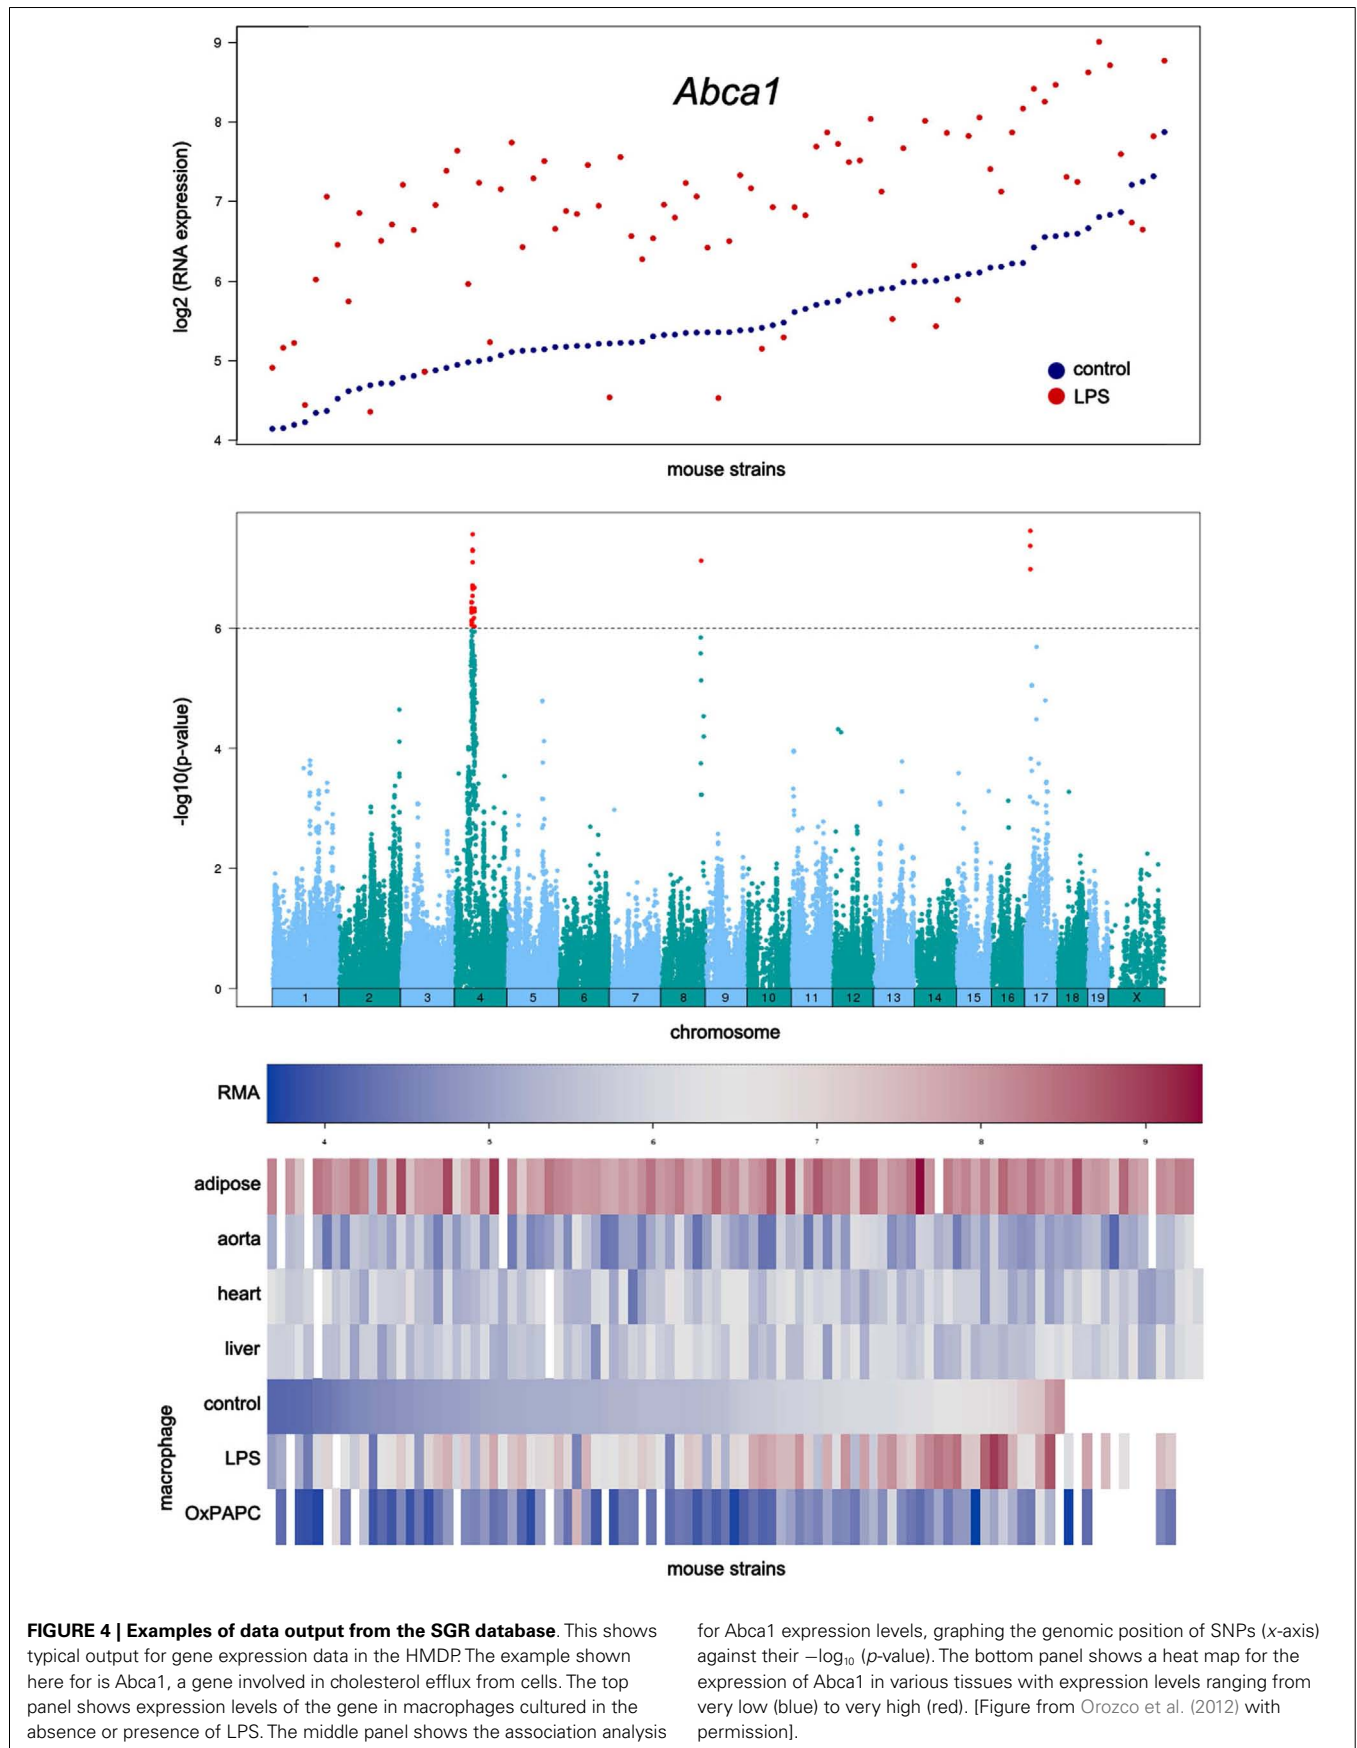 Abca1
9
8
7
6
5
4
log2 (RNA expression)
control
LPS
mouse strains
6
4
2
0
-log10(p-value)
1 2 3 4 5 6 7 8 9 10 11 12 13 14 15 16 17 18 19 X
chromosome
RMA
4 5 6 7 8 9
adipose
aorta
heart
liver
control
LPS
OxPAPC
macrophage
mouse strains
FIGURE 4 | Examples of data output from the SGR database. This shows
typical output for gene expression data in the HMDP. The example shown
here for is Abca1, a gene involved in cholesterol efflux from cells. The top
panel shows expression levels of the gene in macrophages cultured in the
absence or presence of LPS. The middle panel shows the association analysis
for Abca1 expression levels, graphing the genomic position of SNPs (x-axis)
against their −log₁₀ (p-value). The bottom panel shows a heat map for the
expression of Abca1 in various tissues with expression levels ranging from
very low (blue) to very high (red). [Figure from Orozco et al. (2012) with
permission].